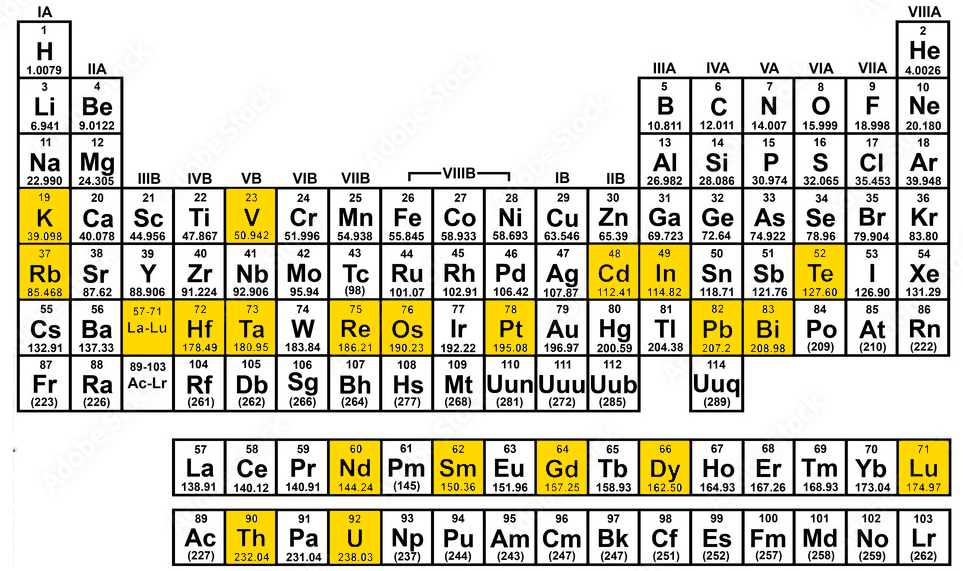 IA VIIIA
1 2
H He
1.0079 IIA IIIA IVA VA VIA VIIA 4.0026
3 4 5 6 7 8 9 10
Li Be B C N O F Ne
6.941 9.0122 10.811 12.011 14.007 15.999 18.998 20.180
11 12 13 14 15 16 17 18
Na Mg Al Si P S Cl Ar
22.990 24.305 IIIB IVB VB VIB VIIB VIIIB IB IIB 26.982 28.086 30.974 32.065 35.453 39.948
19 20 21 22 23 24 25 26 27 28 29 30 31 32 33 34 35 36
K Ca Sc Ti V Cr Mn Fe Co Ni Cu Zn Ga Ge As Se Br Kr
39.098 40.078 44.956 47.867 50.942 51.996 54.938 55.845 58.933 58.693 63.546 65.39 69.723 72.64 74.922 78.96 79.904 83.80
37 38 39 40 41 42 43 44 45 46 47 48 49 50 51 52 53 54
Rb Sr Y Zr Nb Mo Tc Ru Rh Pd Ag Cd In Sn Sb Te I Xe
85.468 87.62 88.906 91.224 92.906 95.94 (98) 101.07 102.91 106.42 107.87 112.41 114.82 118.71 121.76 127.60 126.90 131.29
55 56 57-71 72 73 74 75 76 77 78 79 80 81 82 83 84 85 86
Cs Ba La-Lu Hf Ta W Re Os Ir Pt Au Hg Tl Pb Bi Po At Rn
132.91 137.33 178.49 180.95 183.84 186.21 190.23 192.22 195.08 196.97 200.59 204.38 207.2 208.98 (209) (210) (222)
87 88 89-103 104 105 106 107 108 109 110 111 112 114
Fr Ra Ac-Lr Rf Db Sg Bh Hs Mt Uun Uuu Uub Uuq
(223) (226) (261) (262) (266) (264) (277) (268) (281) (272) (285) (289)
57 58 59 60 61 62 63 64 65 66 67 68 69 70 71
La Ce Pr Nd Pm Sm Eu Gd Tb Dy Ho Er Tm Yb Lu
138.91 140.12 140.91 144.24 (145) 150.36 151.96 157.25 158.93 162.50 164.93 167.26 168.93 173.04 174.97
89 90 91 92 93 94 95 96 97 98 99 100 101 102 103
Ac Th Pa U Np Pu Am Cm Bk Cf Es Fm Md No Lr
(227) 232.04 231.04 238.03 (237) (244) (243) (247) (247) (251) (252) (257) (258) (259) (262)